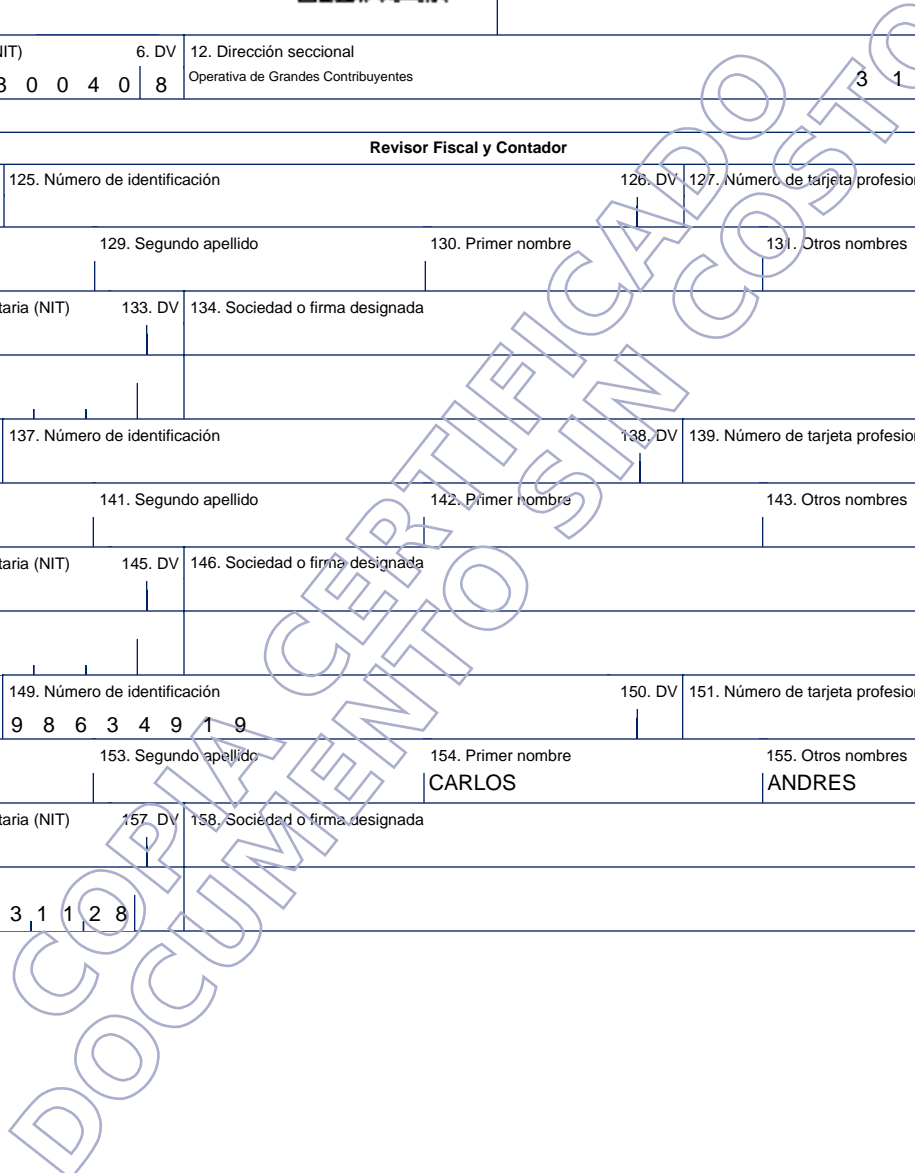 IT) 6. DV 12. Dirección seccional
3 0 0 4 0 8 Operativa de Grandes Contribuyentes 3 1
Revisor Fiscal y Contador
125. Número de identificación 126. DV 127. Número de tarjeta profesion
129. Segundo apellido 130. Primer nombre 131. Otros nombres
taria (NIT) 133. DV 134. Sociedad o firma designada
137. Número de identificación 138. DV 139. Número de tarjeta profesion
141. Segundo apellido 142. Primer nombre 143. Otros nombres
taria (NIT) 145. DV 146. Sociedad o firma designada
149. Número de identificación 150. DV 151. Número de tarjeta profesion
9 8 6 3 4 9 1 9
153. Segundo apellido 154. Primer nombre 155. Otros nombres
CARLOS ANDRES
taria (NIT) 157. DV 158. Sociedad o firma designada
3 1 1 2 8
COPIA CERTIFICADO
DOCUMENTO SIN COSTO